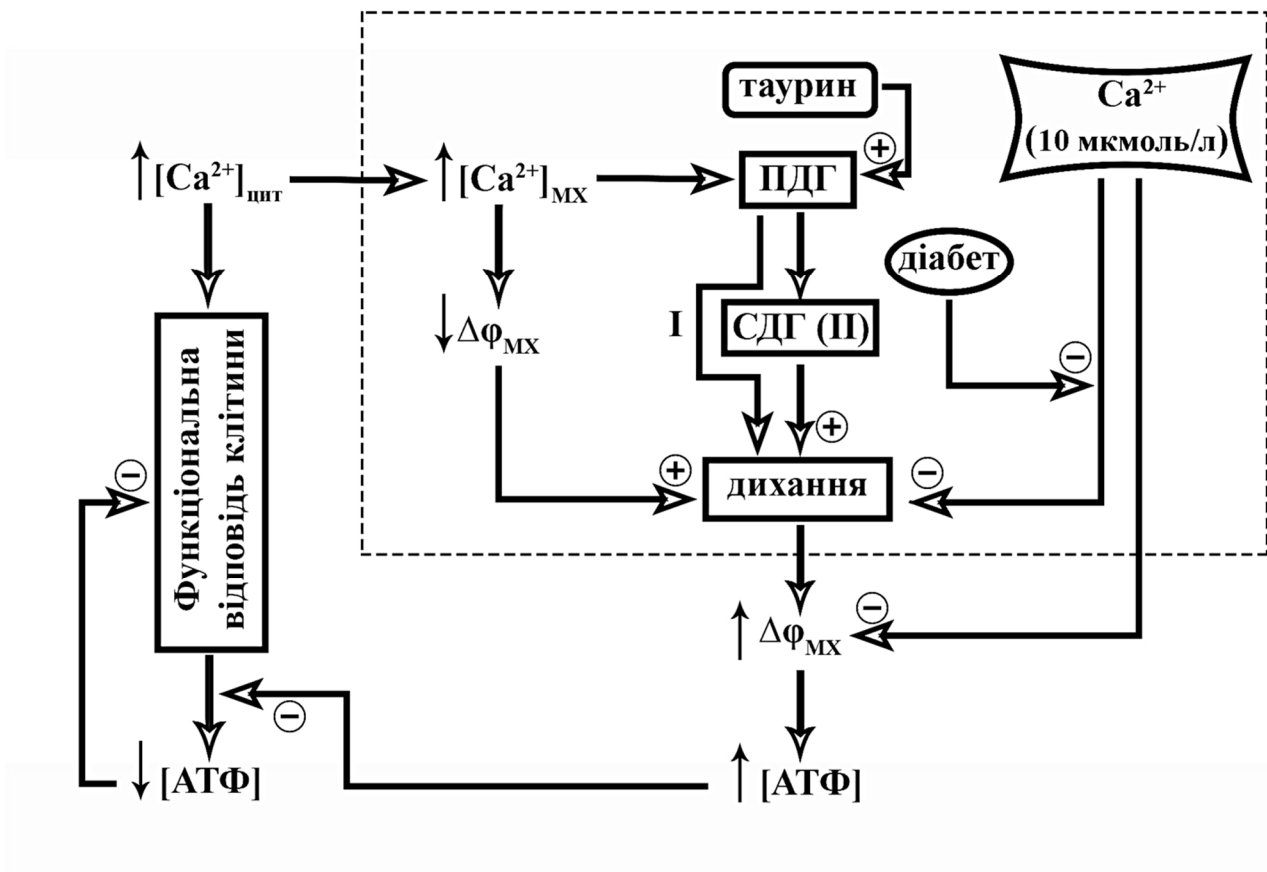 таурин
Ca²⁺
(10 мкмоль/л)
↑[Ca²⁺]цит
↑[Ca²⁺]МХ
ПДГ
+
діабет
↓ΔφМХ
I
СДГ (II)
−
+
Функціональна
відповідь клітини
−
+
дихання
−
↑ΔφМХ
−
−
↓[АТФ]
↑[АТФ]